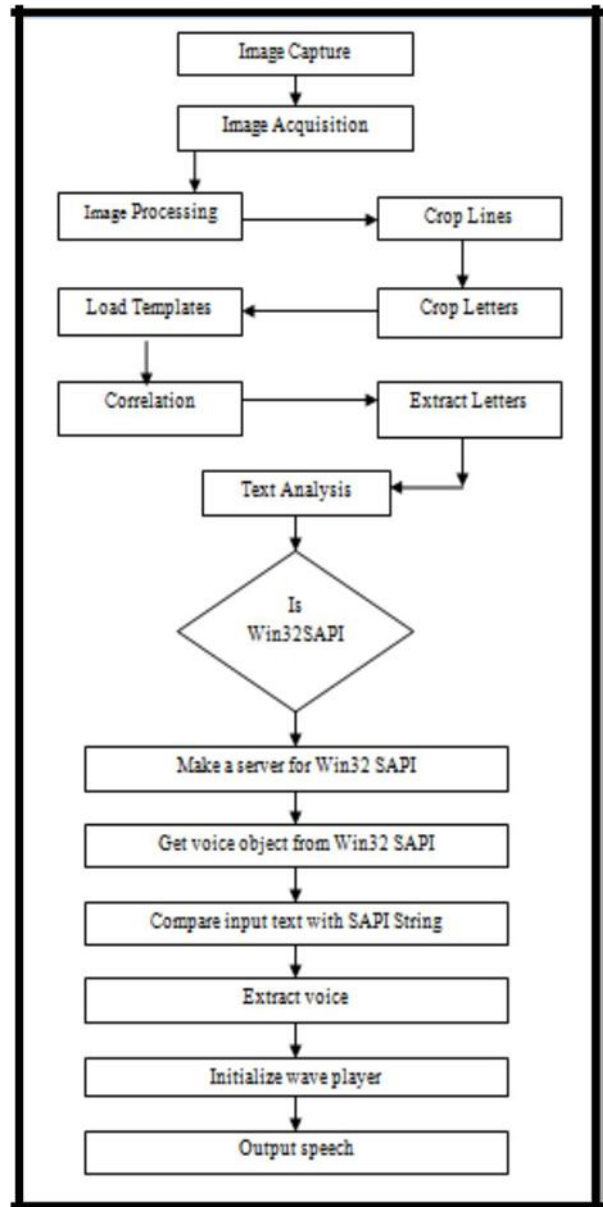 Image Capture
Image Acquisition
Image Processing
Crop Lines
Load Templates
Crop Letters
Correlation
Extract Letters
Text Analysis
Is
Win32SAPI
Make a server for Win32 SAPI
Get voice object from Win32 SAPI
Compare input text with SAPI String
Extract voice
Initialize wave player
Output speech